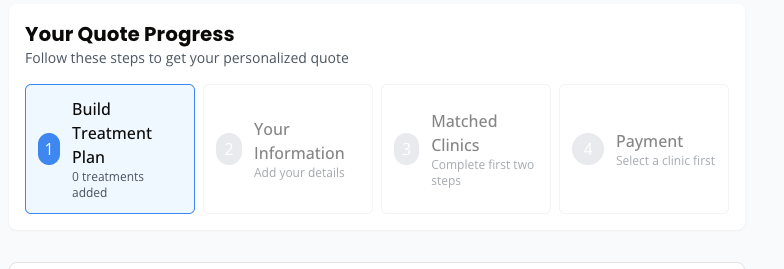 Your Quote Progress
Follow these steps to get your personalized quote
1
Build
Treatment
Plan
0 treatments
added
2
Your
Information
Add your details
3
Matched
Clinics
Complete first two
steps
4
Payment
Select a clinic first